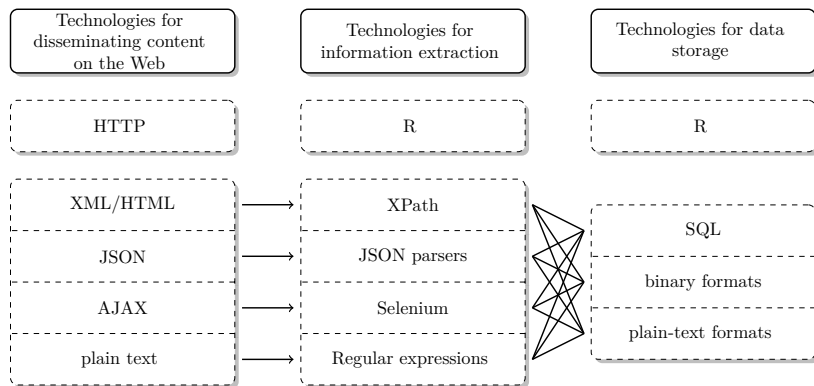 Technologies for
disseminating content
on the Web
Technologies for
information extraction
Technologies for data
storage
HTTP
R
R
XML/HTML
JSON
AJAX
plain text
XPath
JSON parsers
Selenium
Regular expressions
SQL
binary formats
plain-text formats